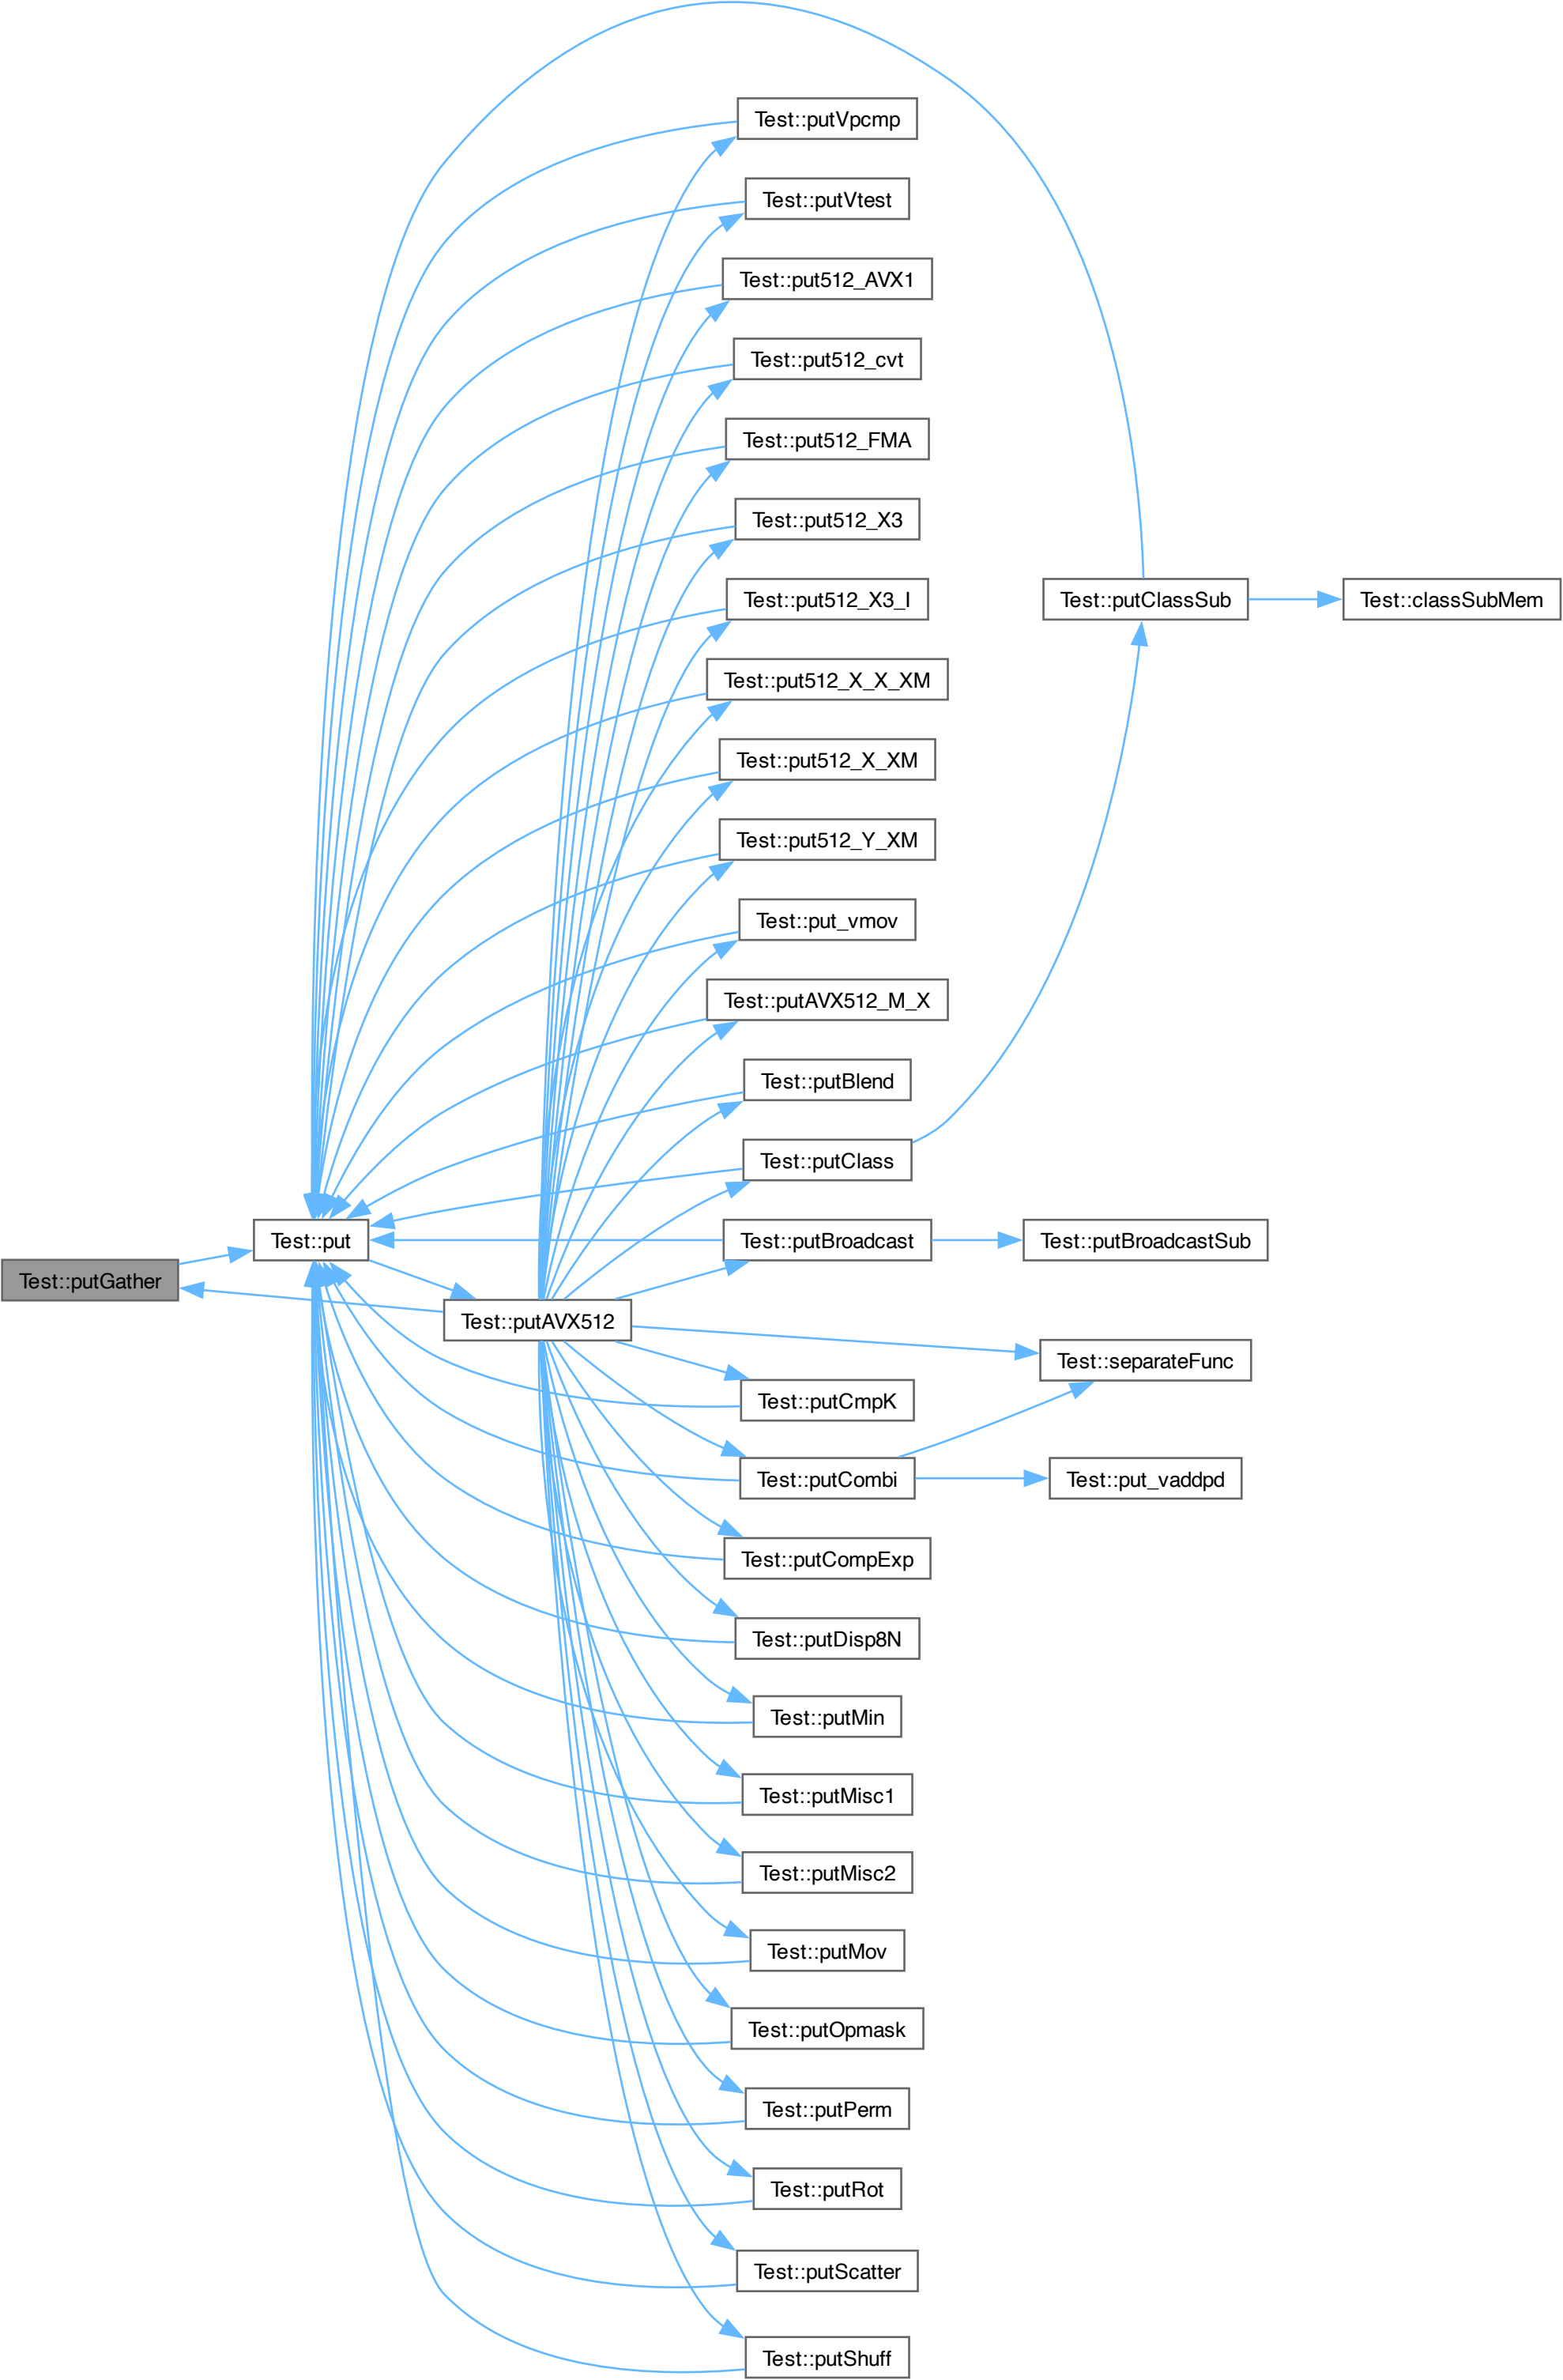 Test::putVpcmp
Test::putVtest
Test::put512_AVX1
Test::put512_cvt
Test::put512_FMA
Test::put512_X3
Test::put512_X3_I
Test::putClassSub
Test::classSubMem
Test::put512_X_X_XM
Test::put512_X_XM
Test::put512_Y_XM
Test::put_vmov
Test::putAVX512_M_X
Test::putBlend
Test::putClass
Test::put
Test::putBroadcast
Test::putBroadcastSub
Test::putGather
Test::putAVX512
Test::separateFunc
Test::putCmpK
Test::putCombi
Test::put_vaddpd
Test::putCompExp
Test::putDisp8N
Test::putMin
Test::putMisc1
Test::putMisc2
Test::putMov
Test::putOpmask
Test::putPerm
Test::putRot
Test::putScatter
Test::putShuff